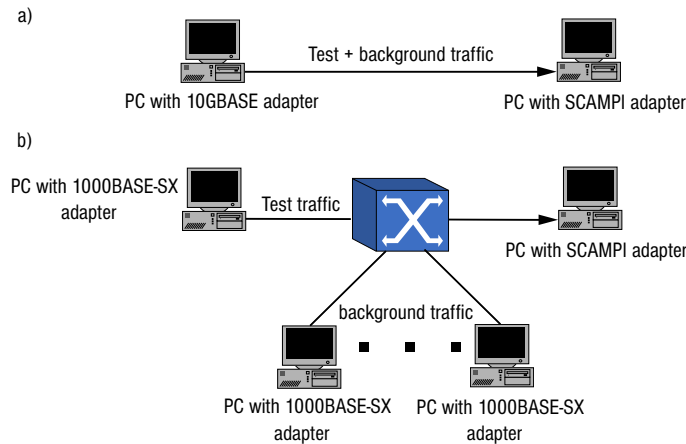 a)
Test + background traffic
PC with 10GBASE adapter
PC with SCAMPI adapter
b)
PC with 1000BASE-SX
adapter
Test traffic
PC with SCAMPI adapter
background traffic
PC with 1000BASE-SX
adapter
PC with 1000BASE-SX
adapter